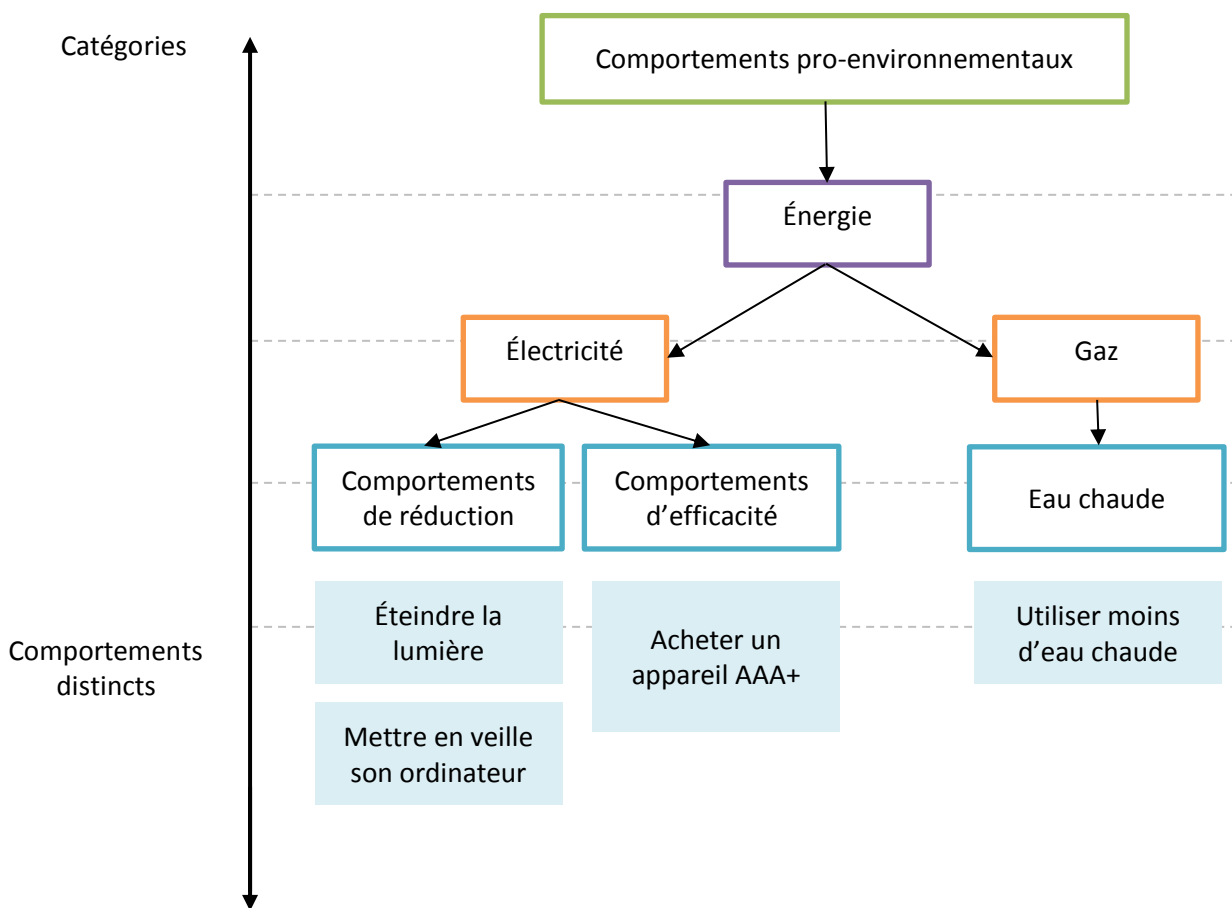 Catégories
Comportements pro-environnementaux
Énergie
Électricité
Gaz
Comportements
de réduction
Comportements
d’efficacité
Eau chaude
Comportements
distincts
Éteindre la
lumière
Acheter un
appareil AAA+
Utiliser moins
d’eau chaude
Mettre en veille
son ordinateur